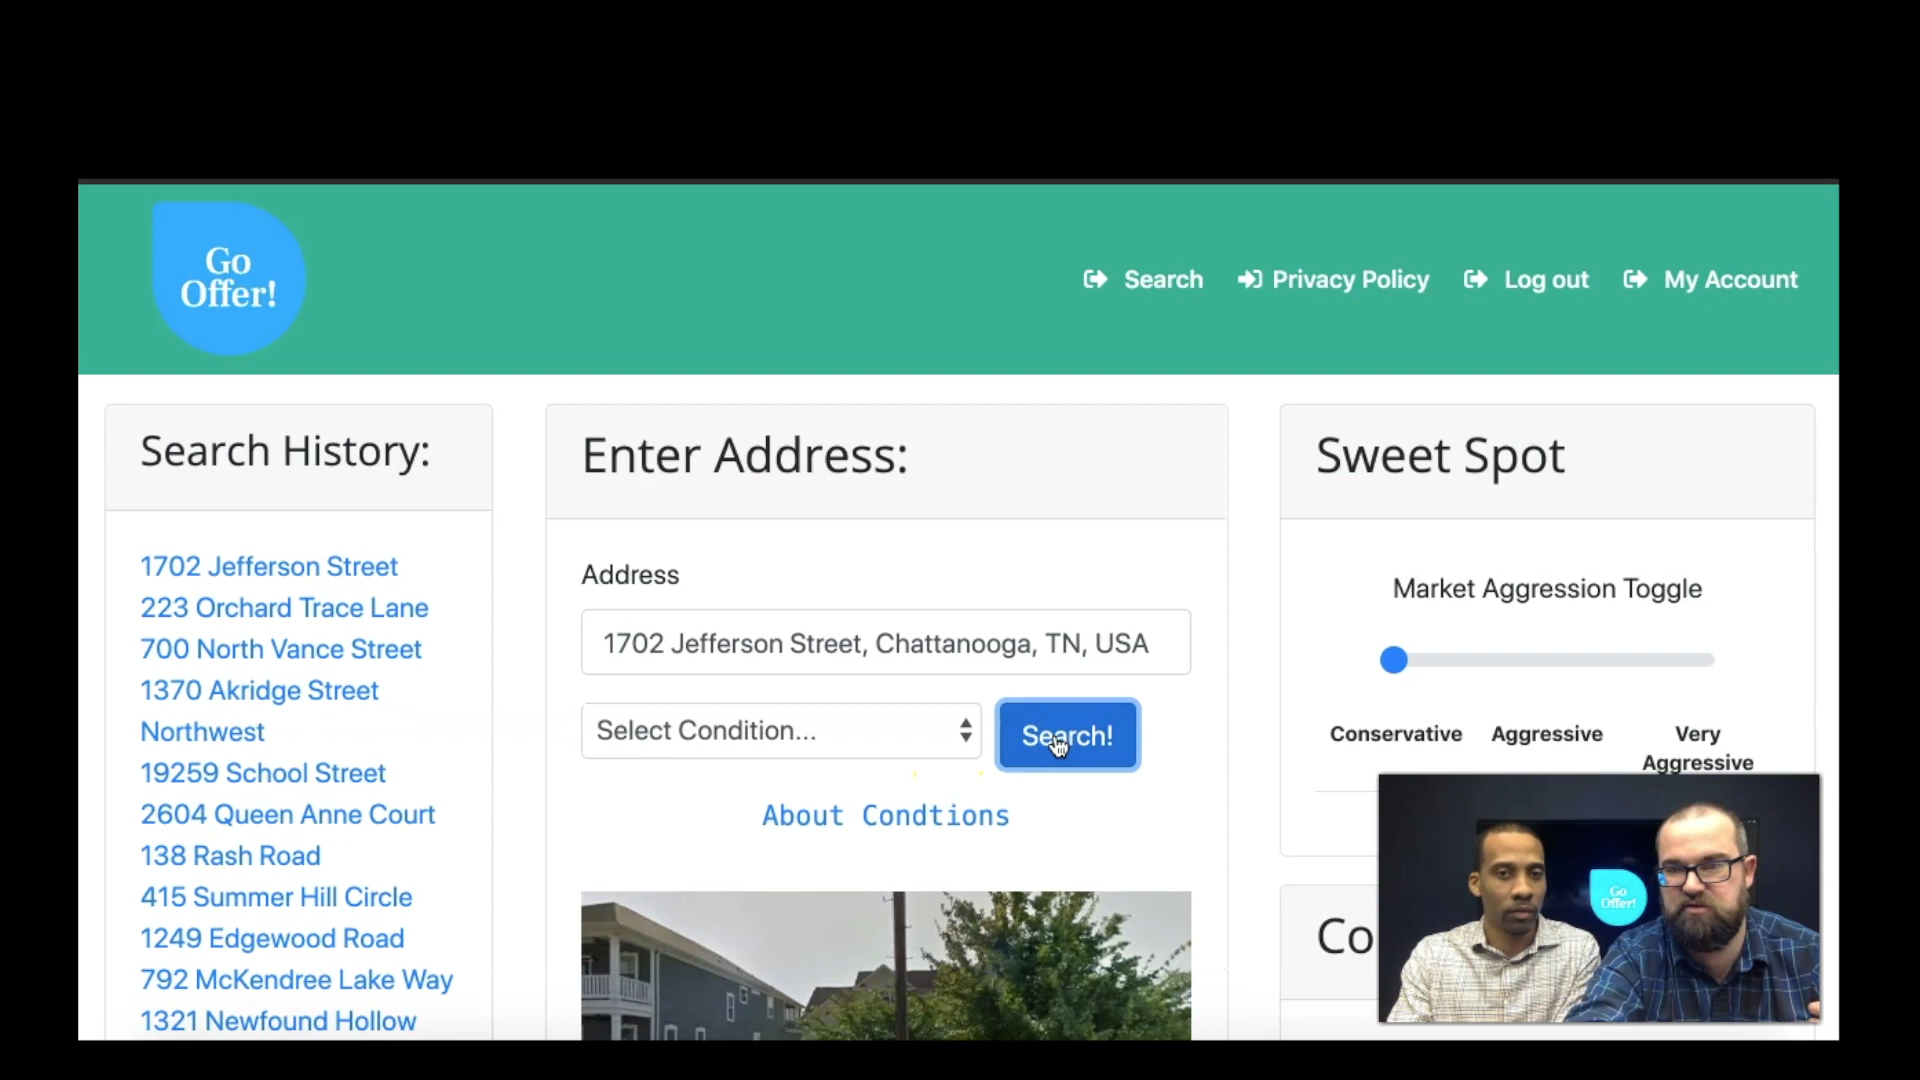 Go
Offer!
Search
Privacy Policy
Log out
My Account
Search History:
1702 Jefferson Street
223 Orchard Trace Lane
700 North Vance Street
1370 Akridge Street
Northwest
19259 School Street
2604 Queen Anne Court
138 Rash Road
415 Summer Hill Circle
1249 Edgewood Road
792 McKendree Lake Way
1321 Newfound Hollow
Enter Address:
Address
1702 Jefferson Street, Chattanooga, TN, USA
Select Condition...
Search!
About Condtions
Sweet Spot
Market Aggression Toggle
Conservative
Aggressive
Very
Aggressive
Co
Go
Offer!